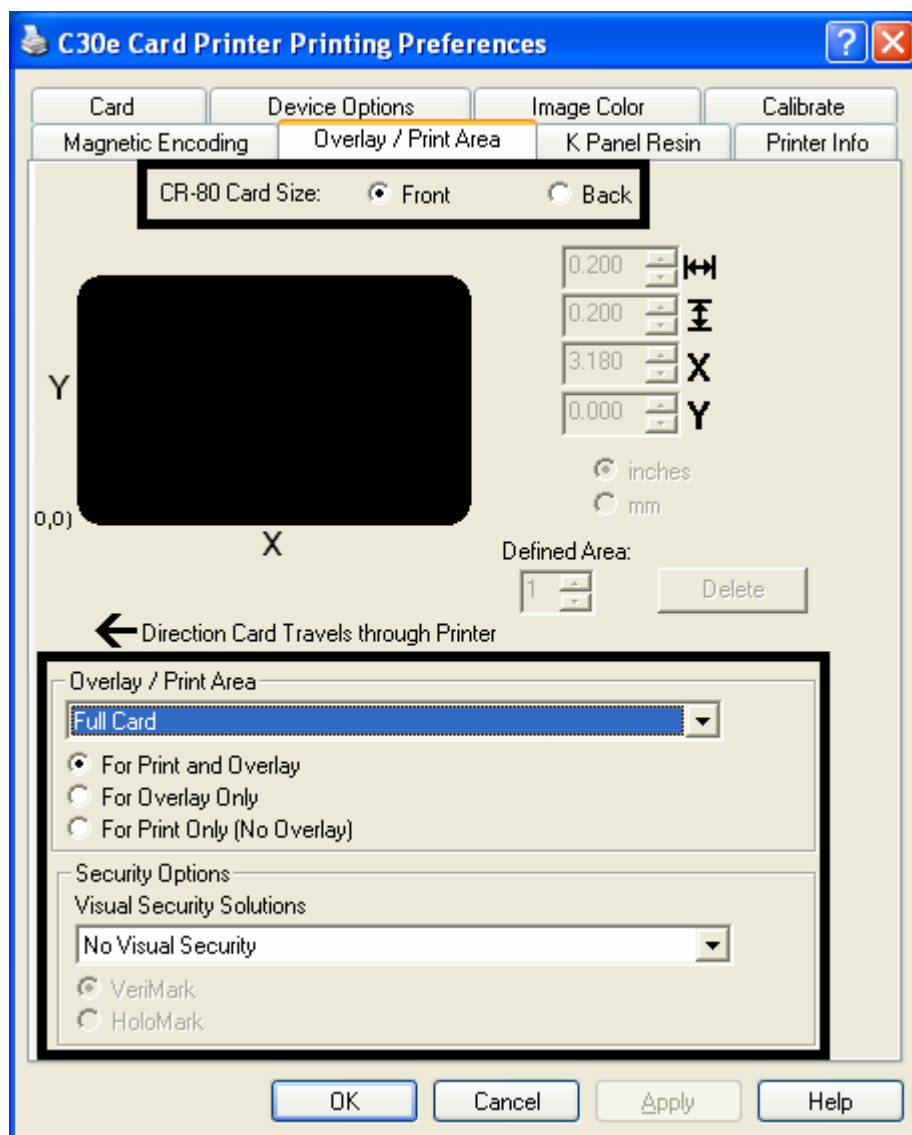 C30e Card Printer Printing Preferences
Card Device Options Image Color Calibrate
Magnetic Encoding Overlay / Print Area K Panel Resin Printer Info
CR-80 Card Size: Front Back
0.200
0.200
3.180 X
0.000 Y
Y
inches
mm
0,0)
X
Defined Area:
1 Delete
Direction Card Travels through Printer
Overlay / Print Area
Full Card
For Print and Overlay
For Overlay Only
For Print Only (No Overlay)
Security Options
Visual Security Solutions
No Visual Security
VeriMark
HoloMark
OK Cancel Apply Help